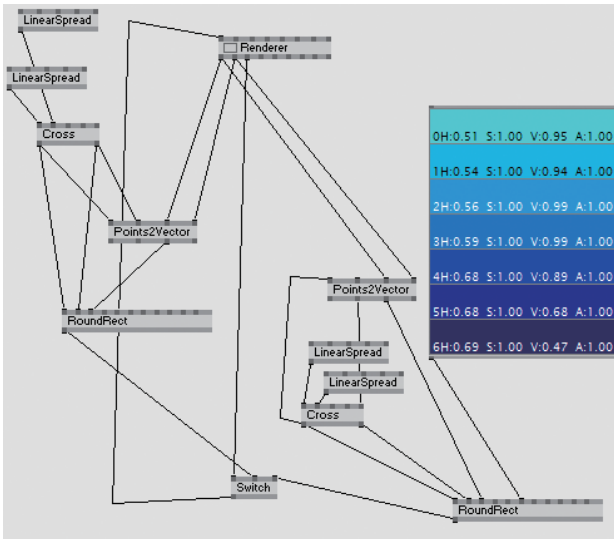 LinearSpread
Renderer
LinearSpread
Cross
0H:0.51 S:1.00 V:0.95 A:1.00
1H:0.54 S:1.00 V:0.94 A:1.00
2H:0.56 S:1.00 V:0.99 A:1.00
3H:0.59 S:1.00 V:0.99 A:1.00
4H:0.68 S:1.00 V:0.89 A:1.00
5H:0.68 S:1.00 V:0.68 A:1.00
6H:0.69 S:1.00 V:0.47 A:1.00
Points2Vector
Points2Vector
RoundRect
LinearSpread
LinearSpread
Cross
Switch
RoundRect